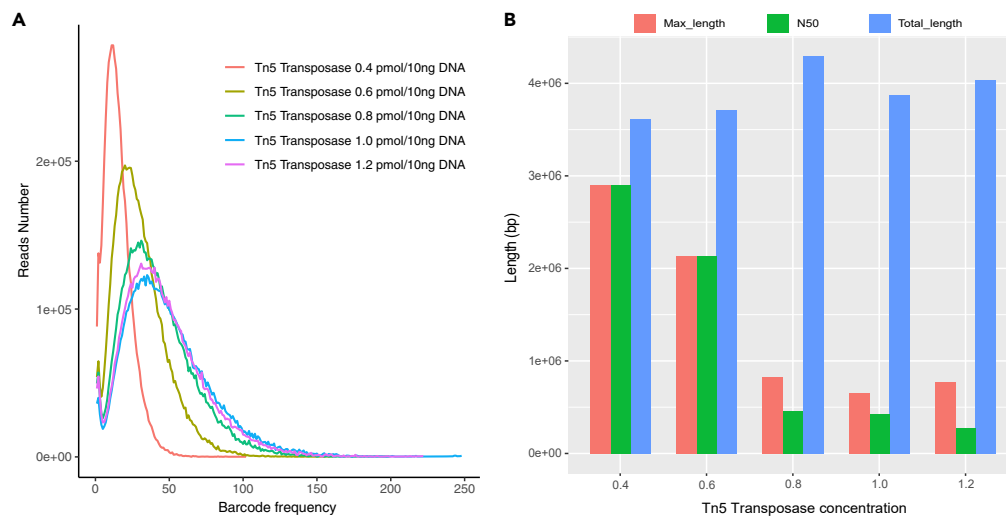 A
Tn5 Transposase 0.4 pmol/10ng DNA
Tn5 Transposase 0.6 pmol/10ng DNA
Tn5 Transposase 0.8 pmol/10ng DNA
Tn5 Transposase 1.0 pmol/10ng DNA
Tn5 Transposase 1.2 pmol/10ng DNA
Reads Number
2e+05
1e+05
0e+00
0 50 100 150 200 250
Barcode frequency
B
Max_length N50 Total_length
Length (bp)
4e+06
3e+06
2e+06
1e+06
0e+00
0.4 0.6 0.8 1.0 1.2
Tn5 Transposase concentration